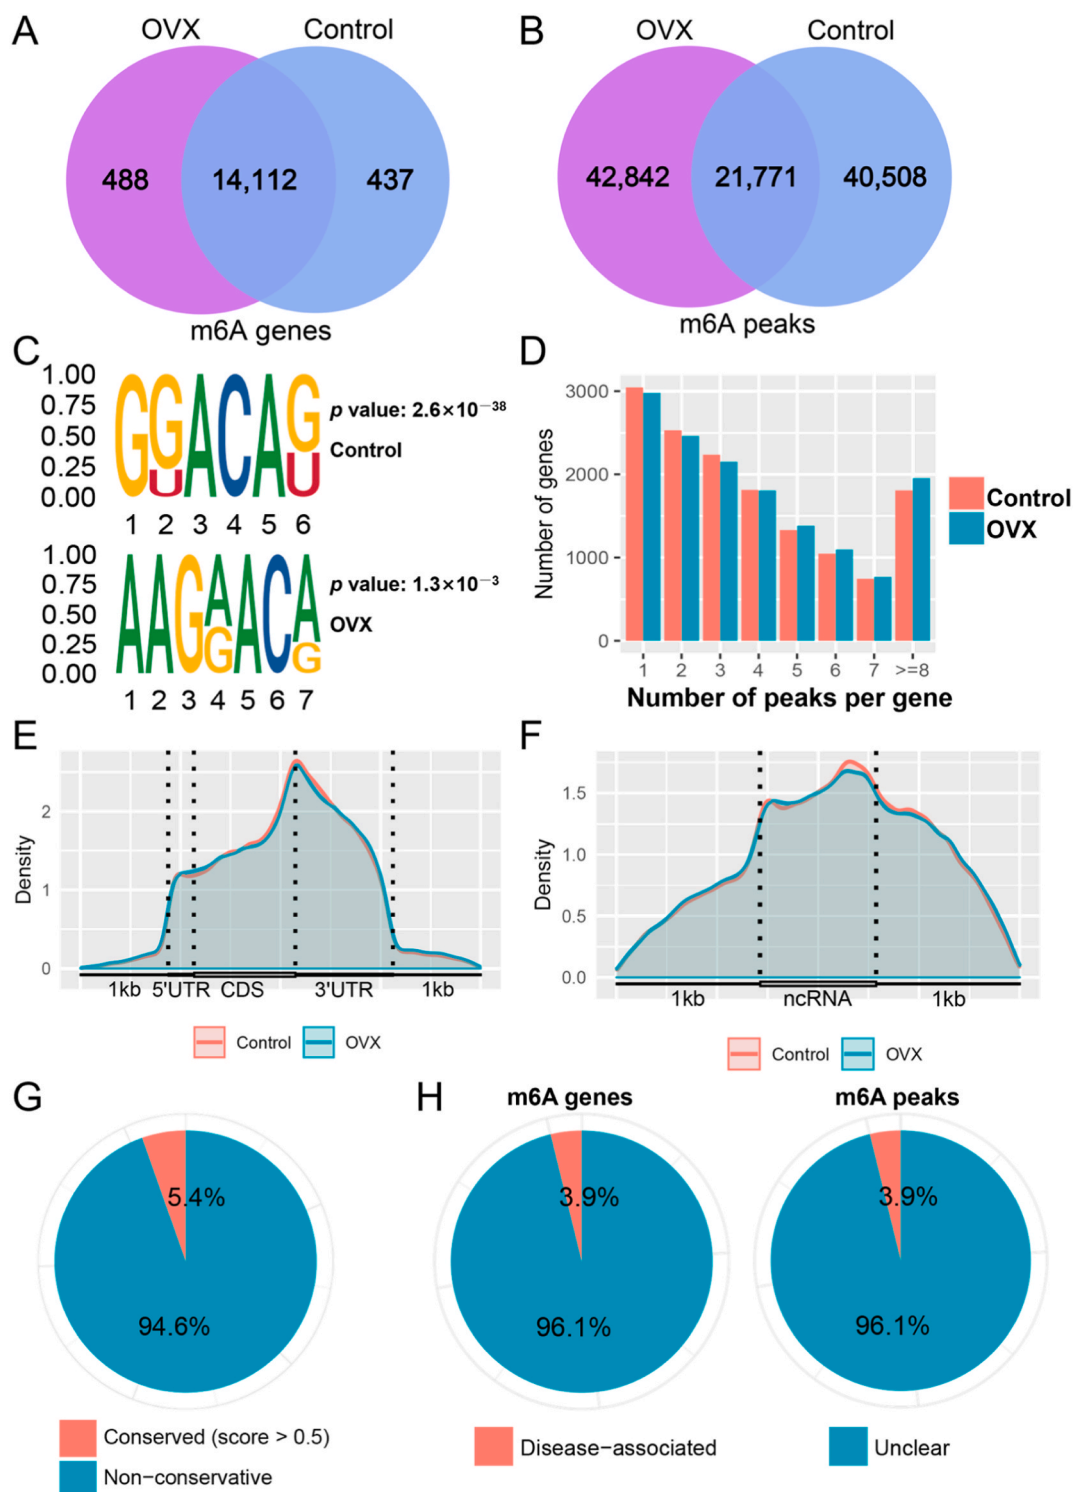 A
OVX
Control
488
14,112
437
m6A genes
B
OVX
Control
42,842
21,771
40,508
m6A peaks
C
1.00
0.75
0.50
0.25
0.00
GGACAG
UU
1 2 3 4 5 6
p value: 2.6×10⁻³⁸
Control
1.00
0.75
0.50
0.25
0.00
AAGAACA
GG
1 2 3 4 5 6 7
p value: 1.3×10⁻³
OVX
D
Number of genes
3000
2000
1000
0
1 2 3 4 5 6 7 >=8
Number of peaks per gene
Control
OVX
E
Density
2
1
0
1kb 5'UTR CDS 3'UTR 1kb
Control OVX
F
Density
1.5
1.0
0.5
0.0
1kb ncRNA 1kb
Control OVX
G
5.4%
94.6%
Conserved (score > 0.5)
Non−conservative
H
m6A genes
3.9%
96.1%
m6A peaks
3.9%
96.1%
Disease−associated
Unclear